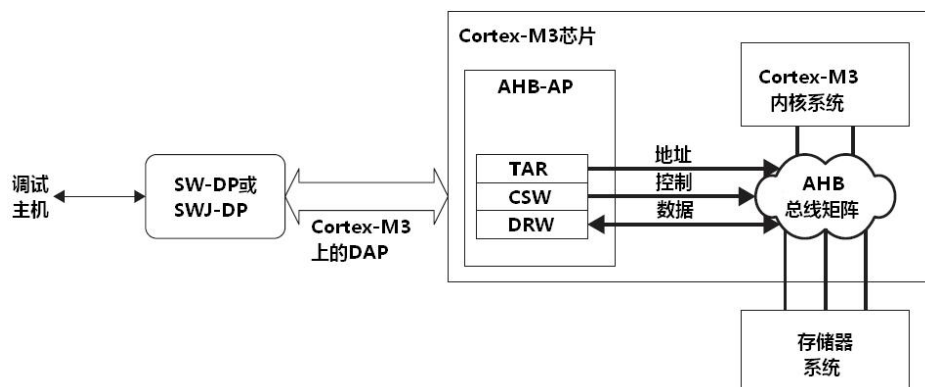 Cortex-M3芯片
AHB-AP
Cortex-M3
内核系统
TAR
CSW
DRW
地址
控制
数据
AHB
总线矩阵
调试
主机
SW-DP或
SWJ-DP
Cortex-M3
上的DAP
存储器
系统